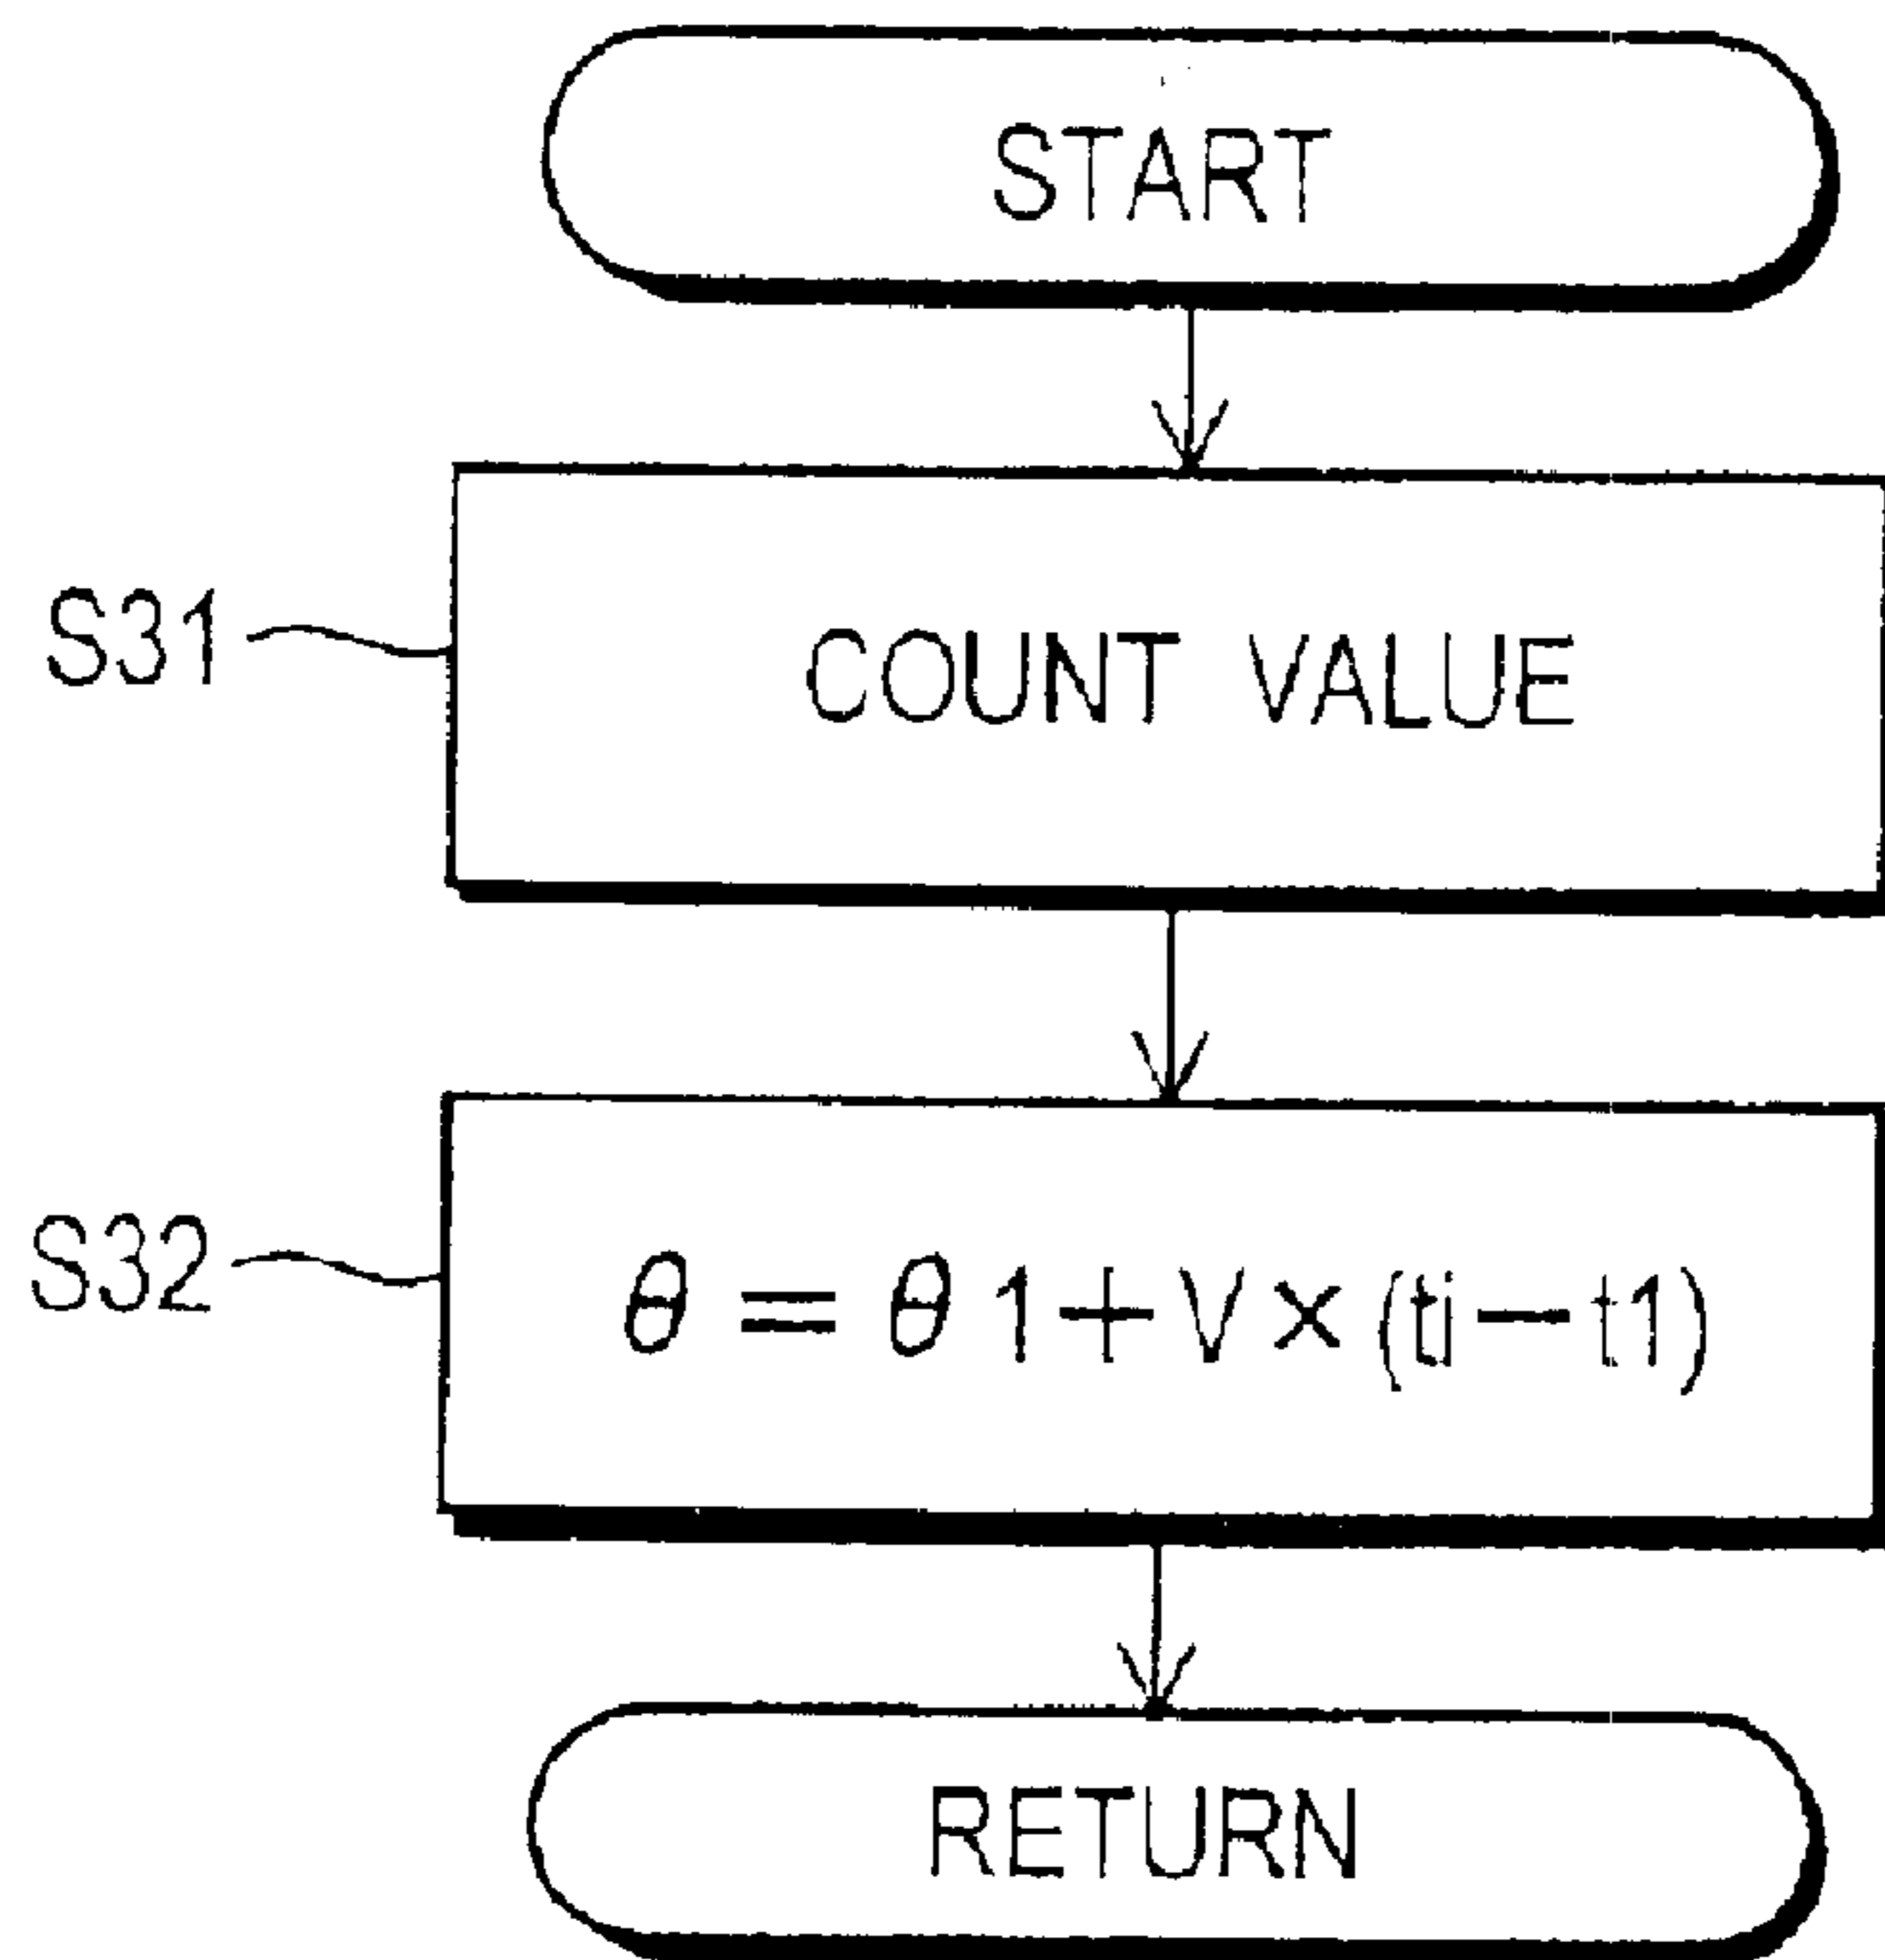 START
S31
COUNT VALUE
S32
θ = θ1+V×(ti−t1)
RETURN